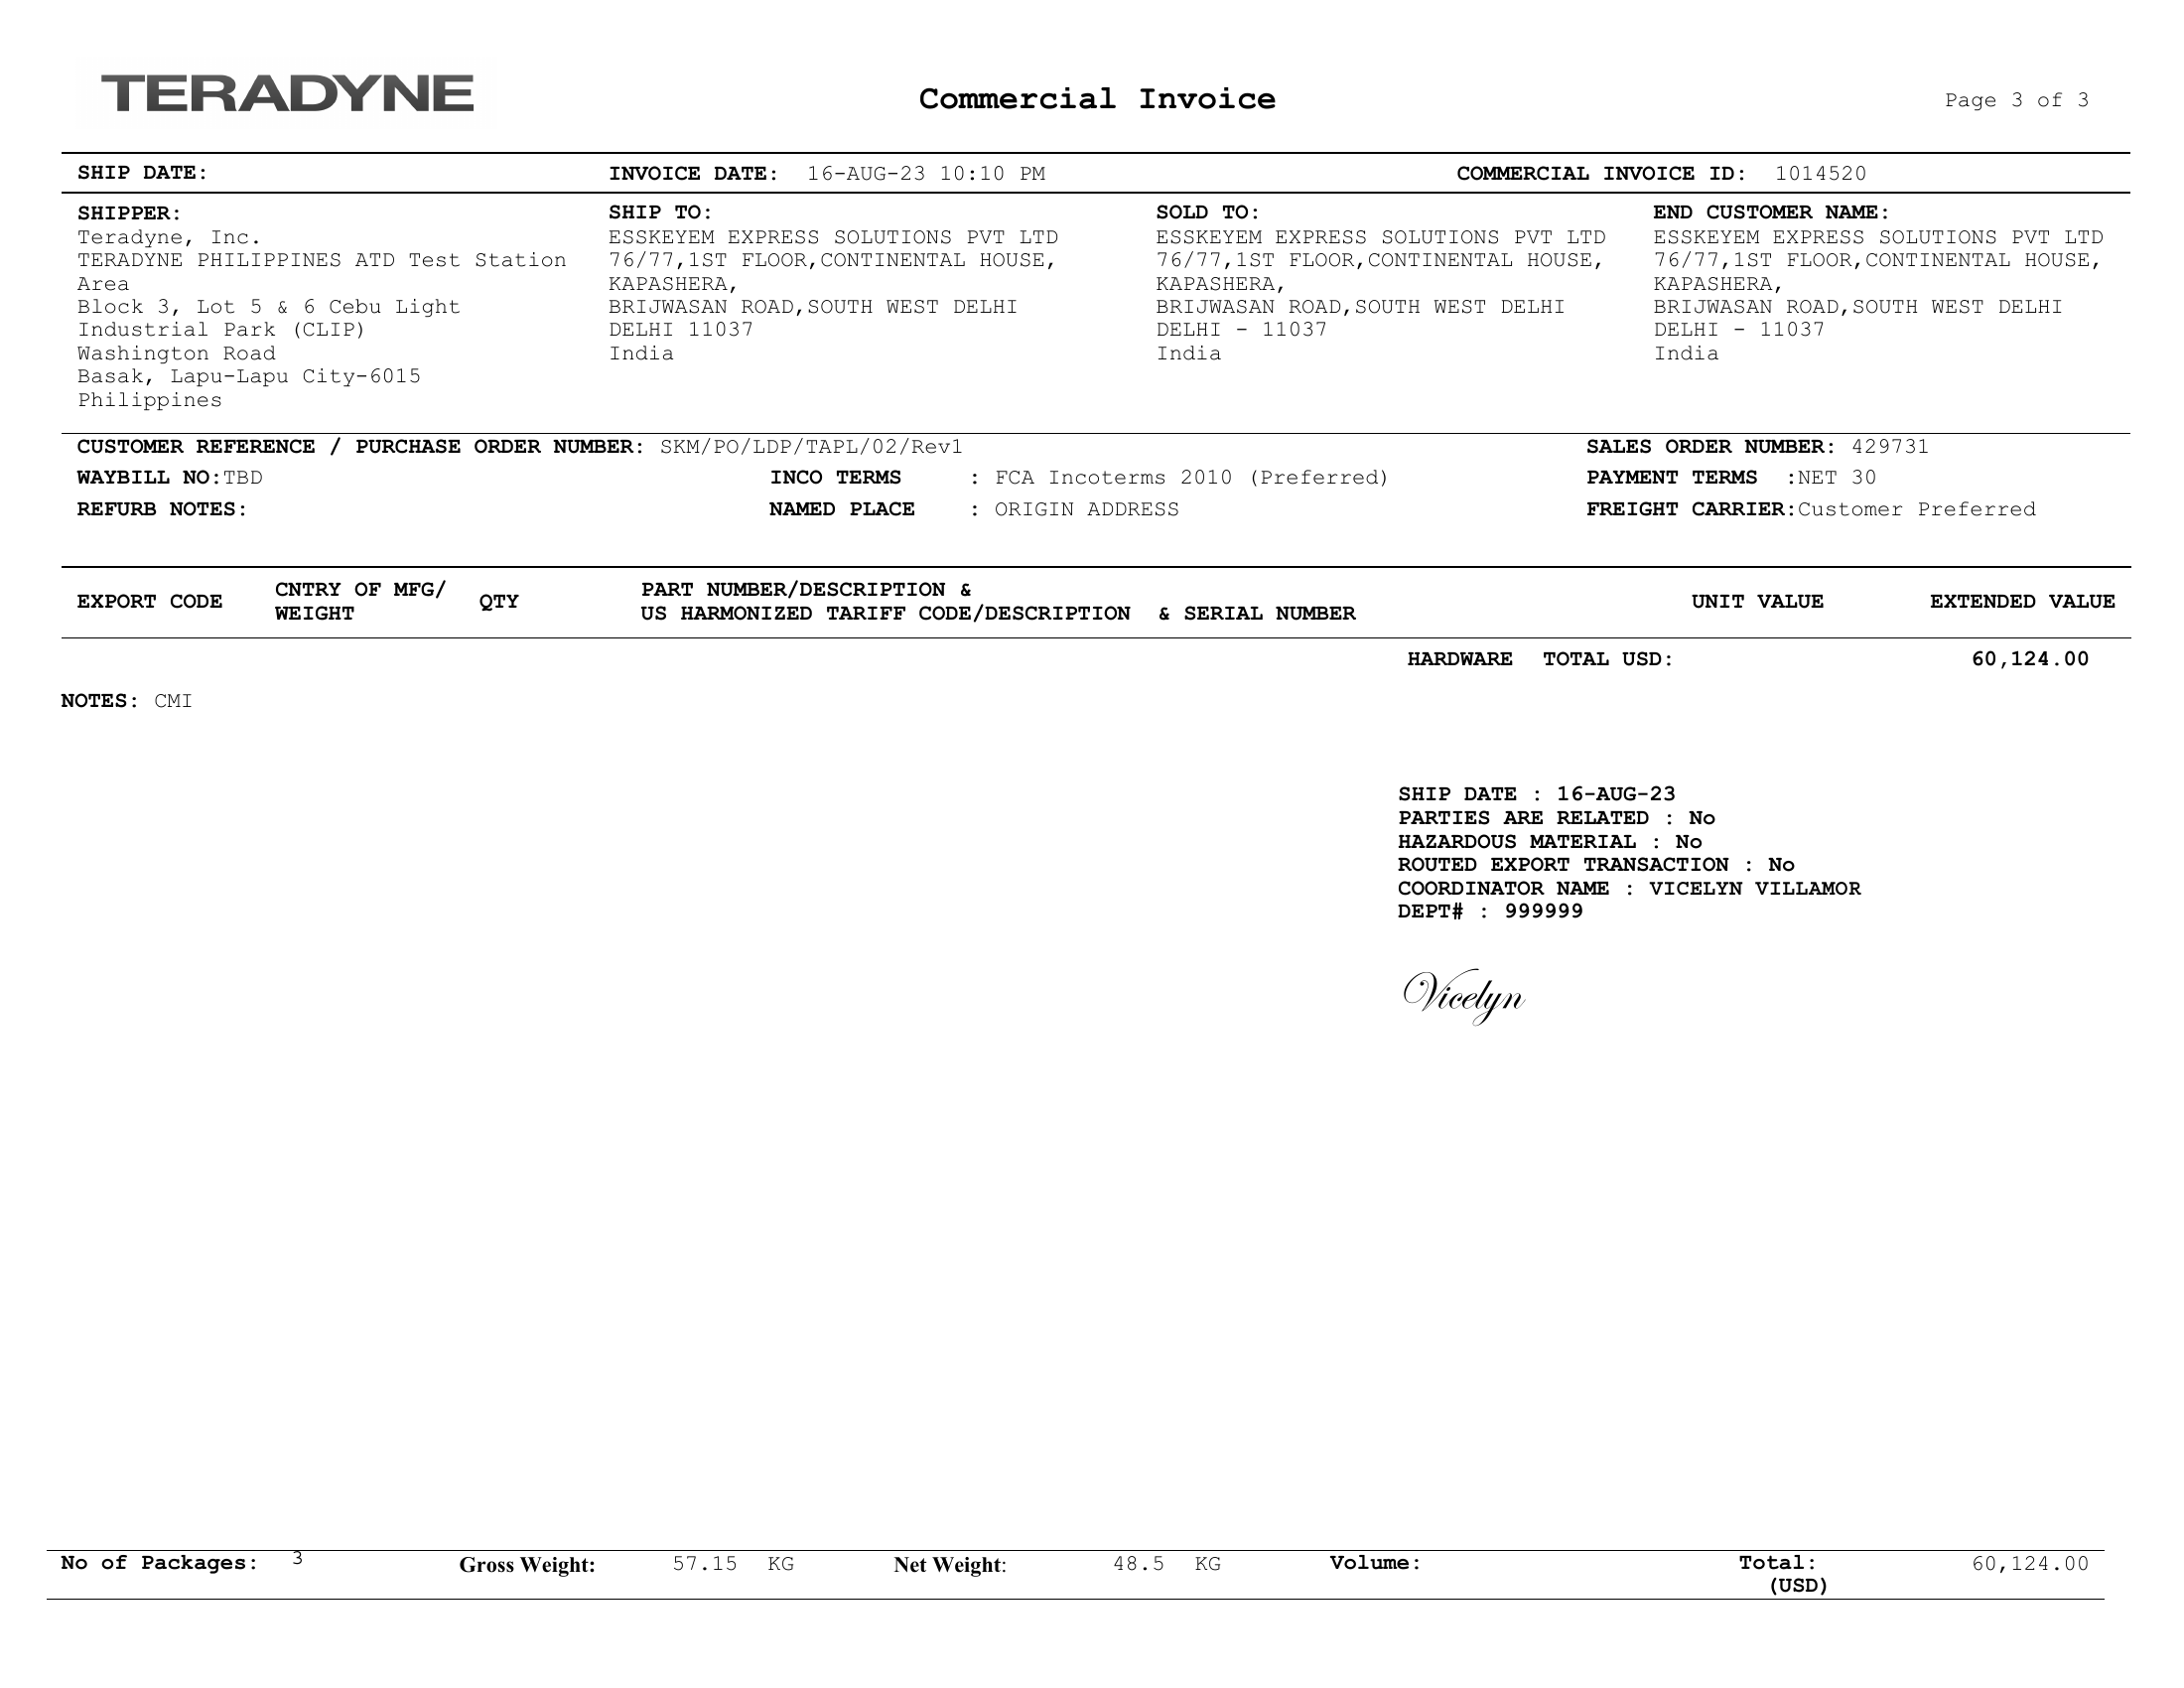 TERADYNE
Commercial Invoice
Page 3 of 3
SHIP DATE:
INVOICE DATE: 16-AUG-23 10:10 PM
COMMERCIAL INVOICE ID: 1014520
SHIPPER:
Teradyne, Inc.
TERADYNE PHILIPPINES ATD Test Station
Area
Block 3, Lot 5 & 6 Cebu Light
Industrial Park (CLIP)
Washington Road
Basak, Lapu-Lapu City-6015
Philippines
SHIP TO:
ESSKEYEM EXPRESS SOLUTIONS PVT LTD
76/77,1ST FLOOR,CONTINENTAL HOUSE,
KAPASHERA,
BRIJWASAN ROAD,SOUTH WEST DELHI
DELHI 11037
India
SOLD TO:
ESSKEYEM EXPRESS SOLUTIONS PVT LTD
76/77,1ST FLOOR,CONTINENTAL HOUSE,
KAPASHERA,
BRIJWASAN ROAD,SOUTH WEST DELHI
DELHI - 11037
India
END CUSTOMER NAME:
ESSKEYEM EXPRESS SOLUTIONS PVT LTD
76/77,1ST FLOOR,CONTINENTAL HOUSE,
KAPASHERA,
BRIJWASAN ROAD,SOUTH WEST DELHI
DELHI - 11037
India
CUSTOMER REFERENCE / PURCHASE ORDER NUMBER: SKM/PO/LDP/TAPL/02/Rev1
SALES ORDER NUMBER: 429731
WAYBILL NO:TBD
INCO TERMS : FCA Incoterms 2010 (Preferred)
PAYMENT TERMS :NET 30
REFURB NOTES:
NAMED PLACE : ORIGIN ADDRESS
FREIGHT CARRIER:Customer Preferred
EXPORT CODE
CNTRY OF MFG/
WEIGHT
QTY
PART NUMBER/DESCRIPTION &
US HARMONIZED TARIFF CODE/DESCRIPTION & SERIAL NUMBER
UNIT VALUE
EXTENDED VALUE
HARDWARE TOTAL USD: 60,124.00
NOTES: CMI
SHIP DATE : 16-AUG-23
PARTIES ARE RELATED : No
HAZARDOUS MATERIAL : No
ROUTED EXPORT TRANSACTION : No
COORDINATOR NAME : VICELYN VILLAMOR
DEPT# : 999999
Vicelyn
No of Packages: 3
Gross Weight: 57.15 KG
Net Weight: 48.5 KG
Volume:
Total: 60,124.00
(USD)